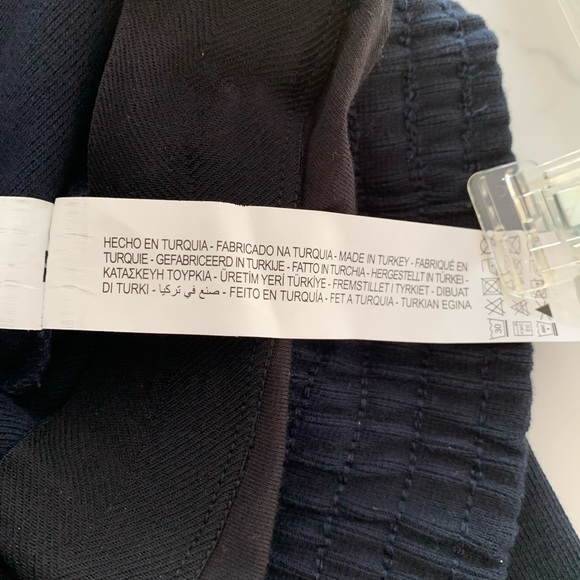 HECHO EN TURQUIA - FABRICADO NA TURQUIA - MADE IN TURKEY - FABRIQUÉ EN
TURQUIE - GEFABRICEERD IN TURKIJE - FATTO IN TURCHIA - HERGESTELLT IN TÜRKEI -
ΚΑΤΑΣΚΕΥΗ ΤΟΥΡΚΙΑ - ÜRETİM YERİ TÜRKİYE - FREMSTILLET I TYRKIET - DIBUAT
DI TURKI - صنع في تركيا - FEITO EN TURQUÍA - FET A TURQUIA - TURKIAN EGINA